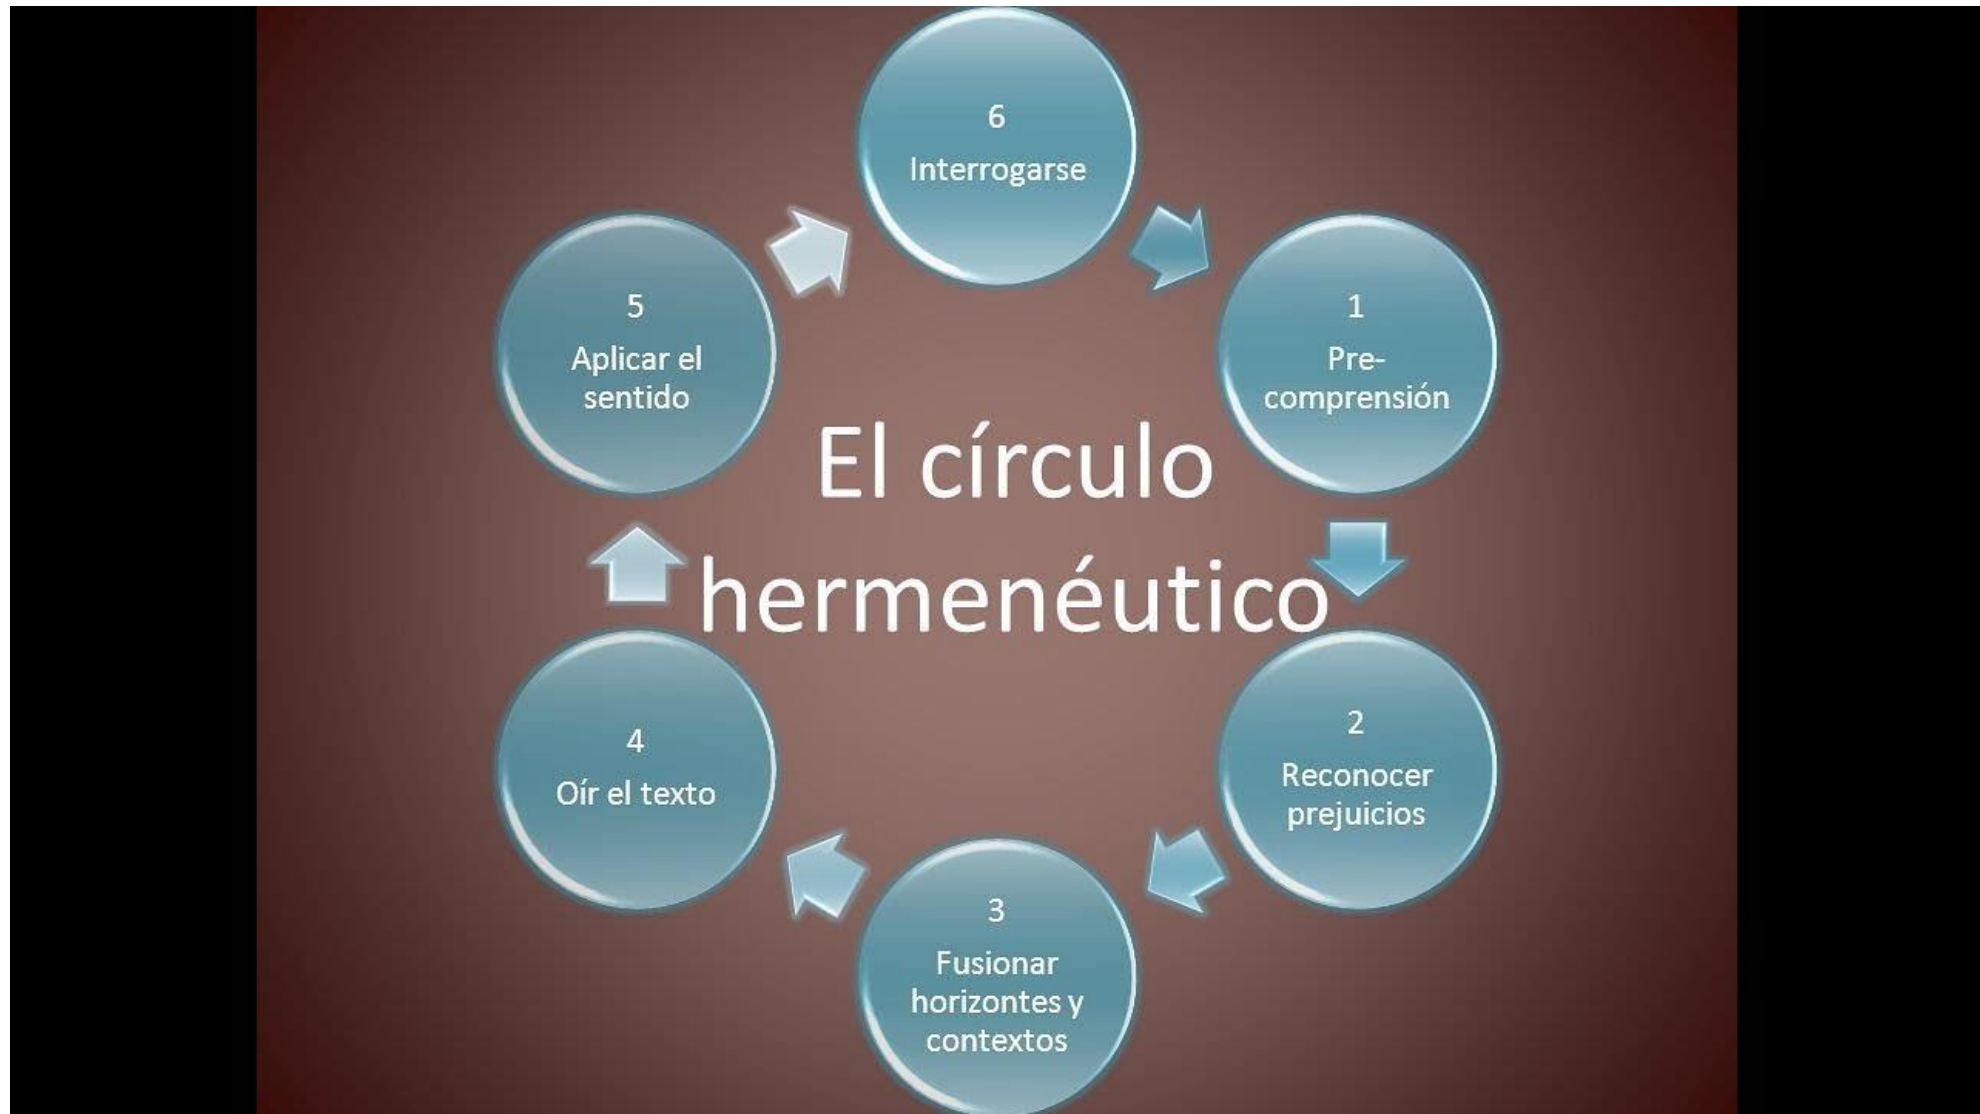 6
Interrogarse
1
Pre-
comprensión
2
Reconocer
prejuicios
3
Fusionar
horizontes y
contextos
4
Oír el texto
5
Aplicar el
sentido
El círculo
hermenéutico